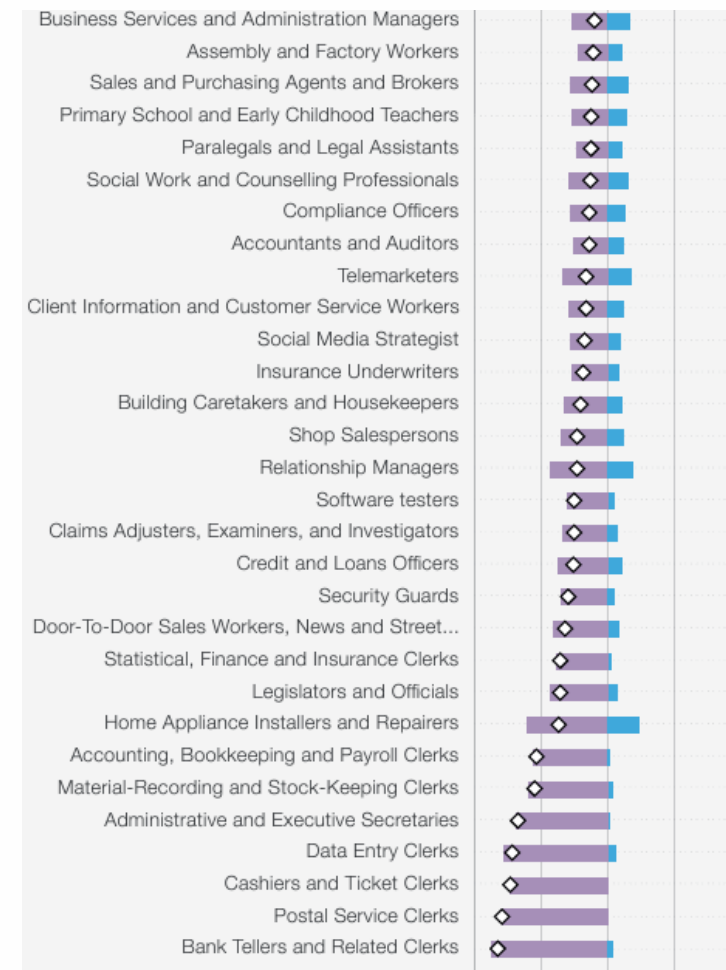 Business Services and Administration Managers
Assembly and Factory Workers
Sales and Purchasing Agents and Brokers
Primary School and Early Childhood Teachers
Paralegals and Legal Assistants
Social Work and Counselling Professionals
Compliance Officers
Accountants and Auditors
Telemarketers
Client Information and Customer Service Workers
Social Media Strategist
Insurance Underwriters
Building Caretakers and Housekeepers
Shop Salespersons
Relationship Managers
Software testers
Claims Adjusters, Examiners, and Investigators
Credit and Loans Officers
Security Guards
Door-To-Door Sales Workers, News and Street...
Statistical, Finance and Insurance Clerks
Legislators and Officials
Home Appliance Installers and Repairers
Accounting, Bookkeeping and Payroll Clerks
Material-Recording and Stock-Keeping Clerks
Administrative and Executive Secretaries
Data Entry Clerks
Cashiers and Ticket Clerks
Postal Service Clerks
Bank Tellers and Related Clerks